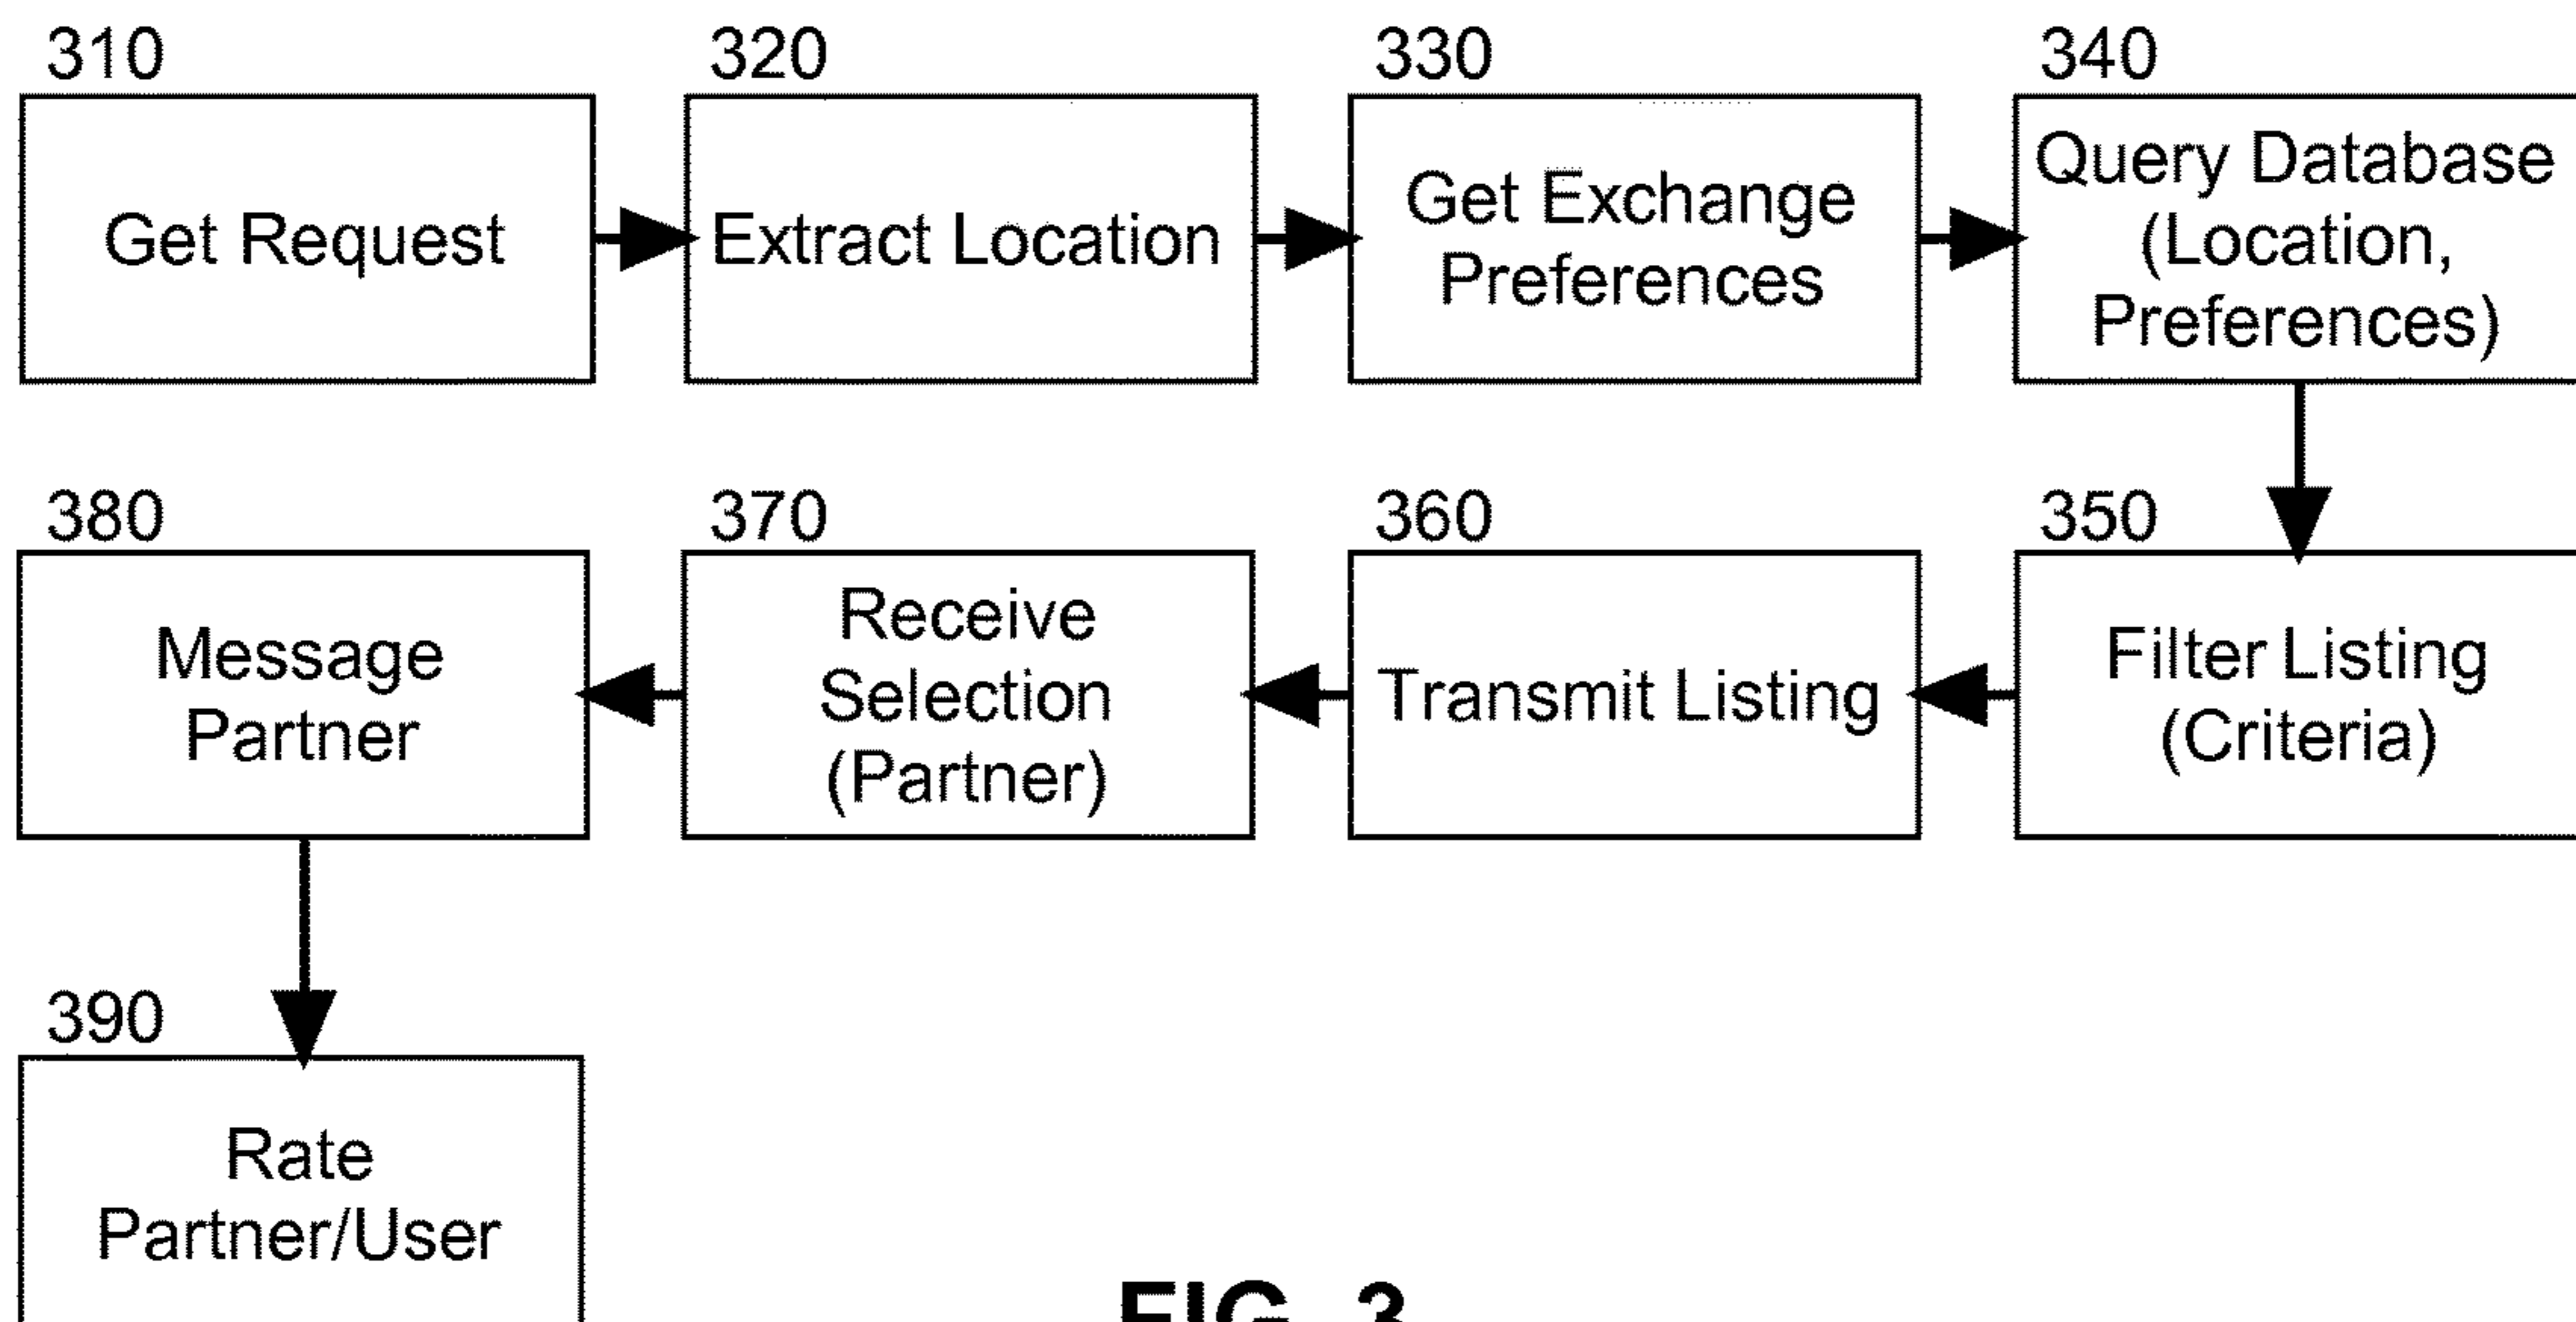 310
Get Request
320
Extract Location
330
Get Exchange
Preferences
340
Query Database
(Location,
Preferences)
350
Filter Listing
(Criteria)
360
Transmit Listing
370
Receive
Selection
(Partner)
380
Message
Partner
390
Rate
Partner/User
FIG. 3